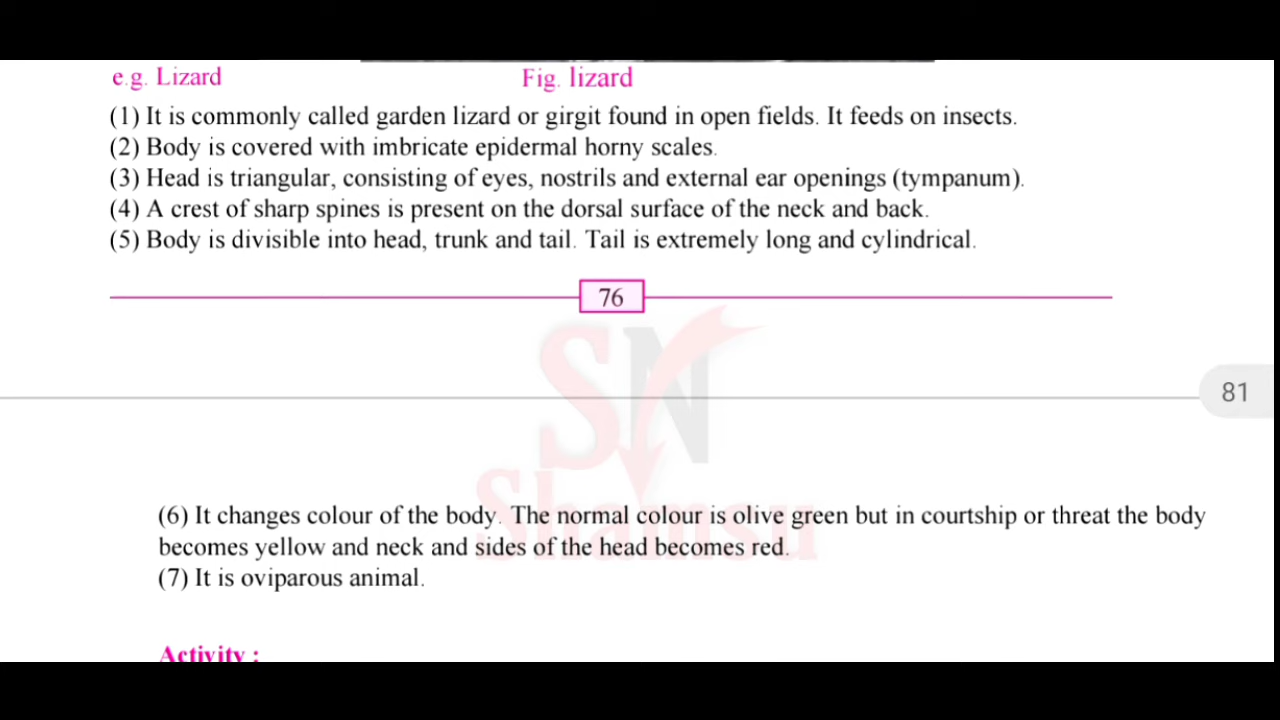 e.g. Lizard
Fig. lizard
(1) It is commonly called garden lizard or girgit found in open fields. It feeds on insects.
(2) Body is covered with imbricate epidermal horny scales.
(3) Head is triangular, consisting of eyes, nostrils and external ear openings (tympanum).
(4) A crest of sharp spines is present on the dorsal surface of the neck and back.
(5) Body is divisible into head, trunk and tail. Tail is extremely long and cylindrical.
76
SN
81
Shamsu
(6) It changes colour of the body. The normal colour is olive green but in courtship or threat the body
becomes yellow and neck and sides of the head becomes red.
(7) It is oviparous animal.
Activity :